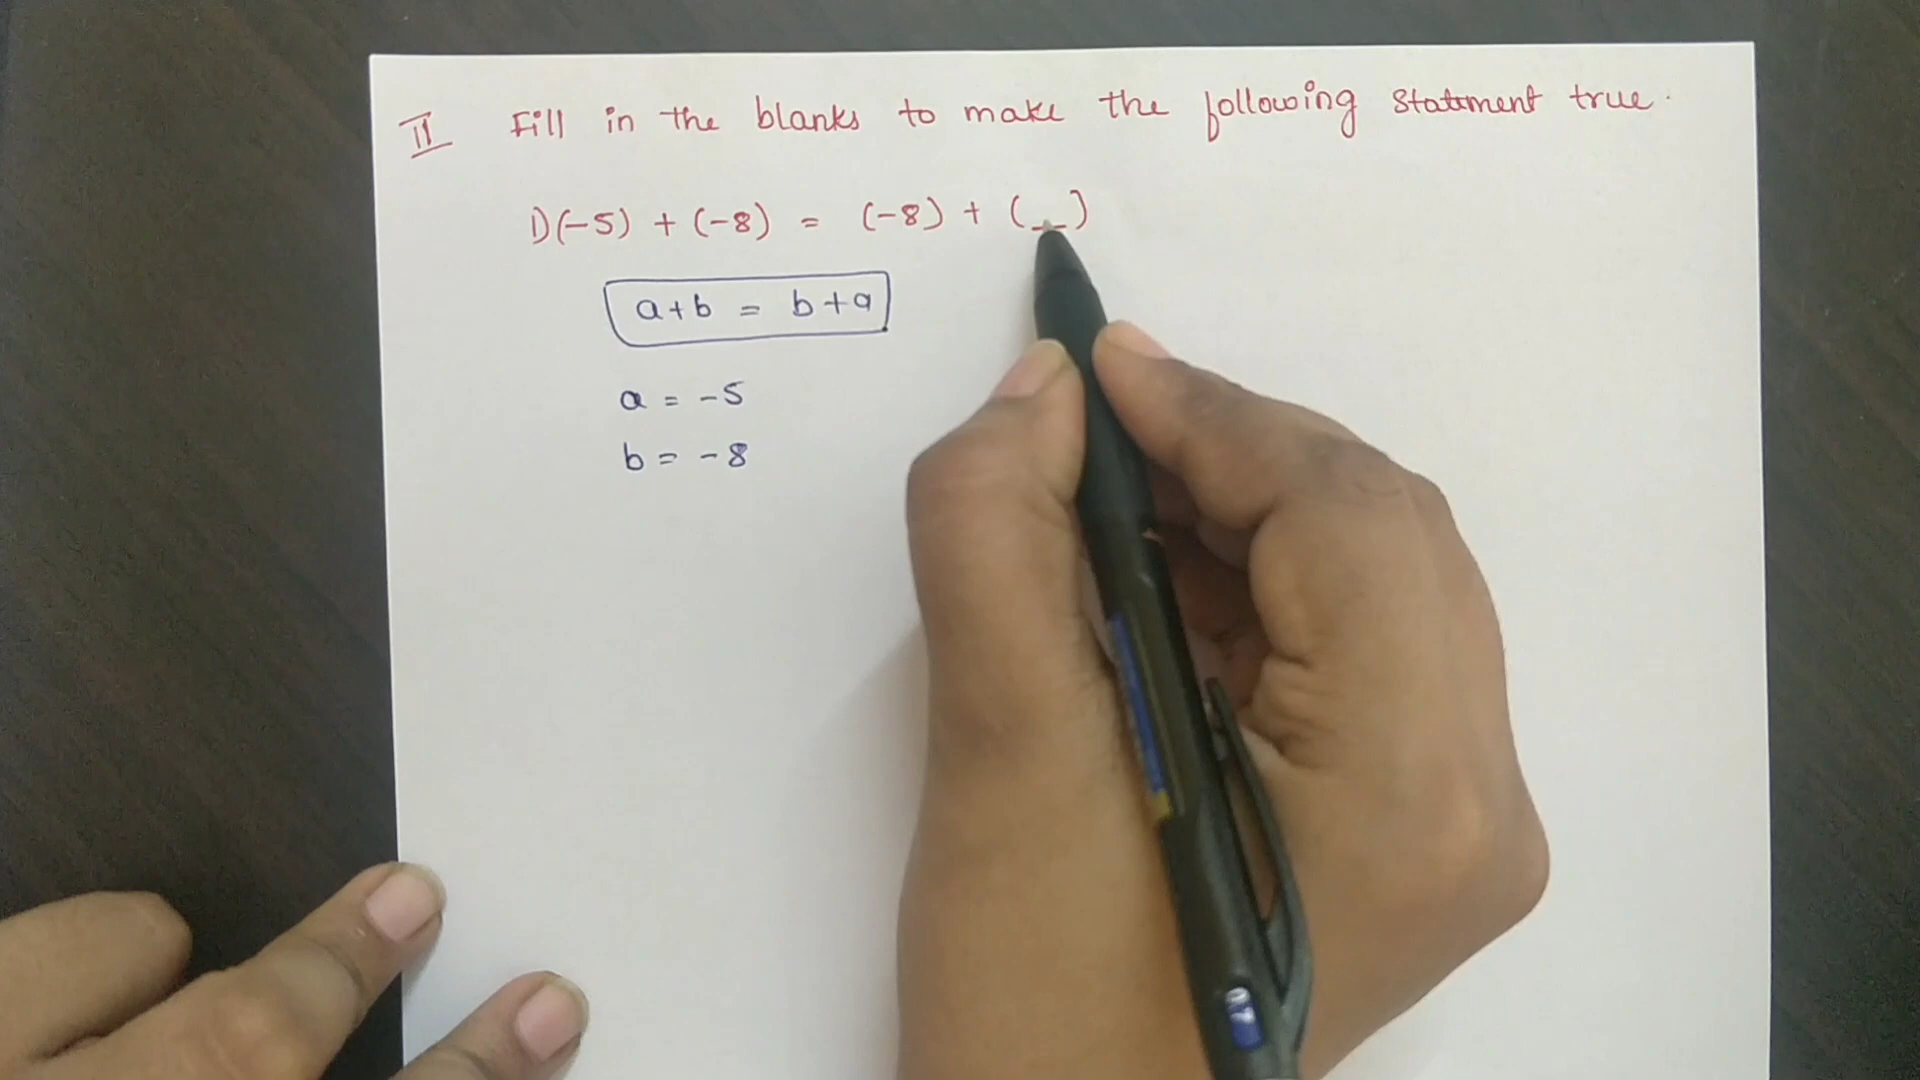 II Fill in the blanks to make the following statement true.
1) (-5) + (-8) = (-8) + (_)
a+b = b+a
a = -5
b = -8